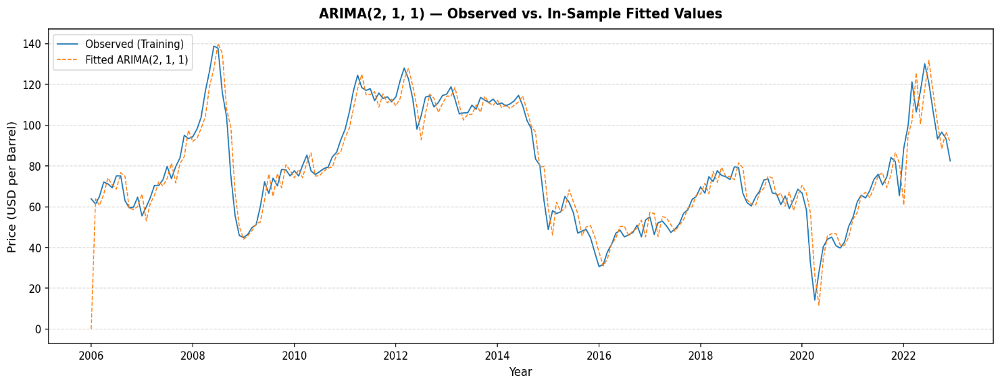 ARIMA(2, 1, 1) — Observed vs. In-Sample Fitted Values
Observed (Training)
Fitted ARIMA(2, 1, 1)
Price (USD per Barrel)
140
120
100
80
60
40
20
0
2006 2008 2010 2012 2014 2016 2018 2020 2022
Year